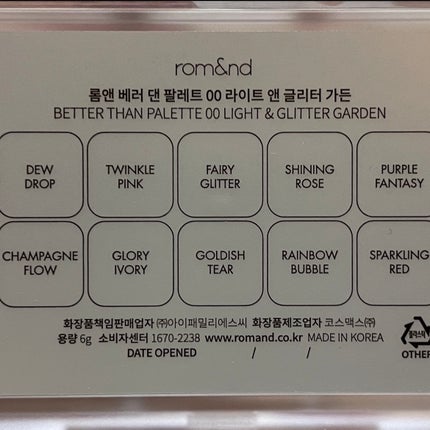 rom&nd
롬앤 베러 댄 팔레트 00 라이트 앤 글리터 가든
BETTER THAN PALETTE 00 LIGHT & GLITTER GARDEN
DEW DROP
TWINKLE PINK
FAIRY GLITTER
SHINING ROSE
PURPLE FANTASY
CHAMPAGNE FLOW
GLORY IVORY
GOLDISH TEAR
RAINBOW BUBBLE
SPARKLING RED
화장품책임판매업자 ㈜아이패밀리에스씨 화장품제조업자 코스맥스㈜
용량 6g 소비자센터 1670-2238 www.romand.co.kr MADE IN KOREA
DATE OPENED / /
플라스틱
OTHER